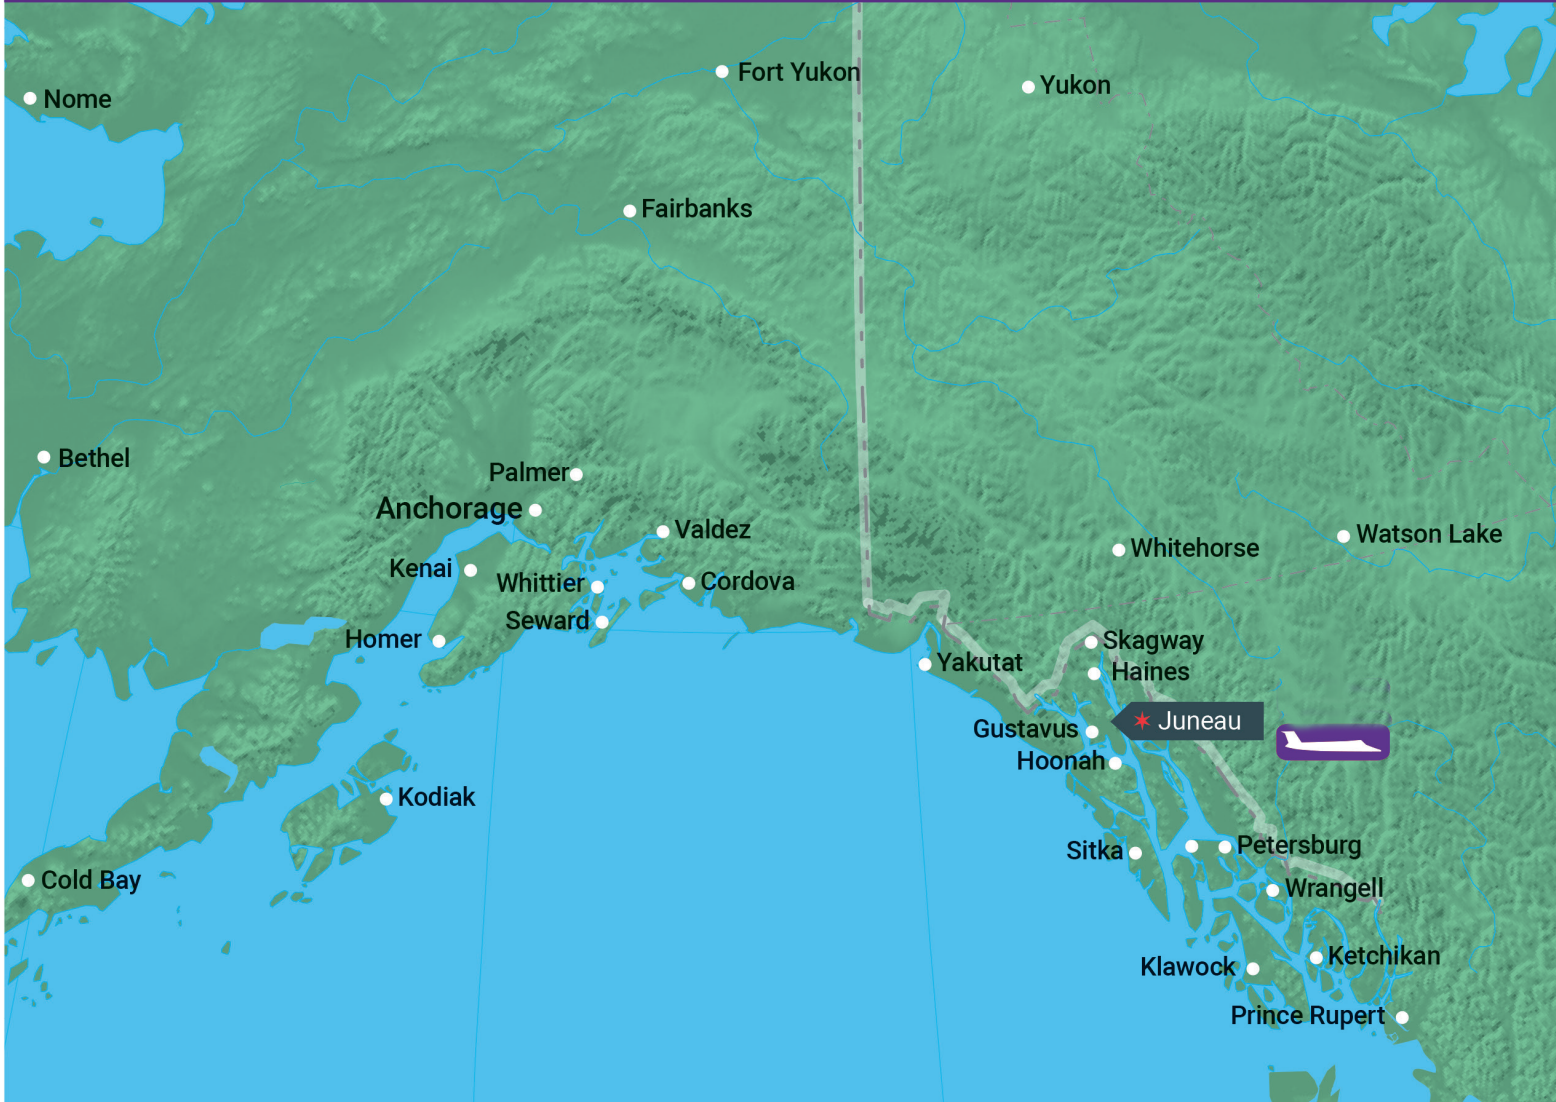 Fort Yukon
Yukon
Nome
Fairbanks
Bethel
Palmer
Anchorage
Valdez
Watson Lake
Whitehorse
Kenai
Whittier
Cordova
Seward
Homer
Skagway
Yakutat
Haines
Juneau
Gustavus
Hoonah
Kodiak
Petersburg
Sitka
Cold Bay
Wrangell
Ketchikan
Klawock
Prince Rupert